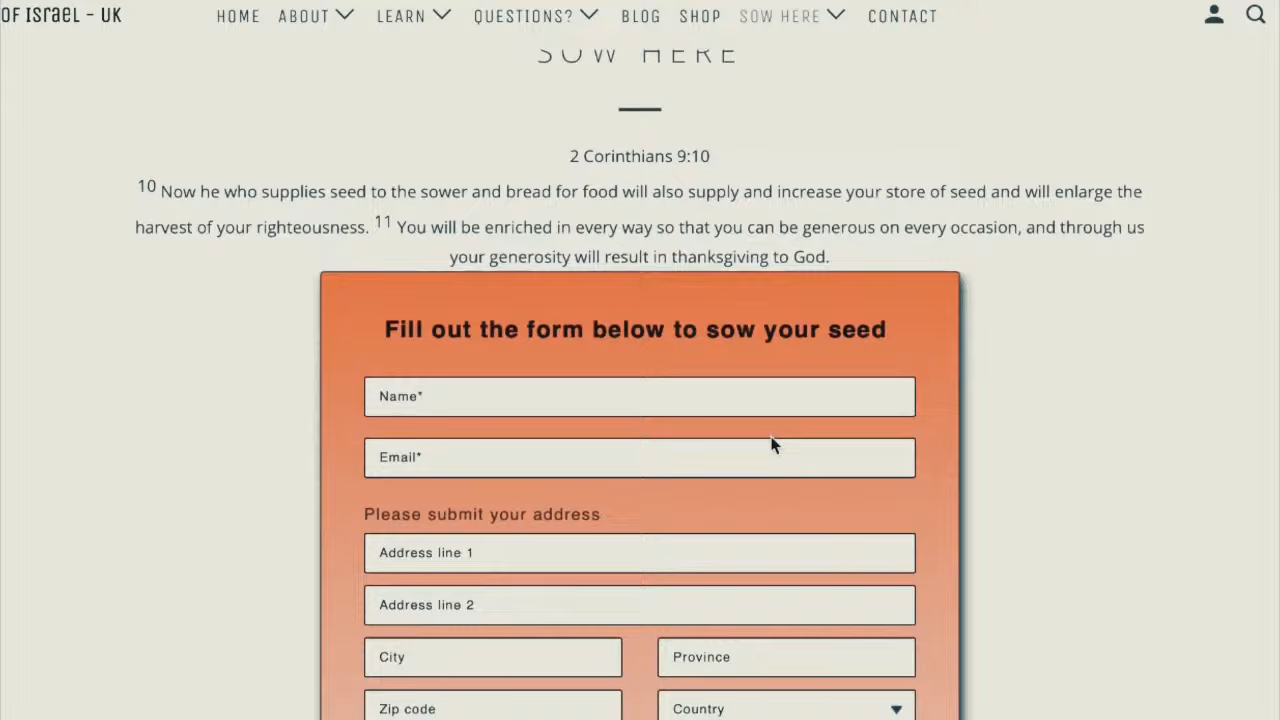 OF ISRAEL - UK
HOME ABOUT LEARN QUESTIONS? BLOG SHOP SOW HERE CONTACT
SOW HERE
2 Corinthians 9:10
10 Now he who supplies seed to the sower and bread for food will also supply and increase your store of seed and will enlarge the
harvest of your righteousness. 11 You will be enriched in every way so that you can be generous on every occasion, and through us
your generosity will result in thanksgiving to God.
Fill out the form below to sow your seed
Name*
Email*
Please submit your address
Address line 1
Address line 2
City Province
Zip code Country